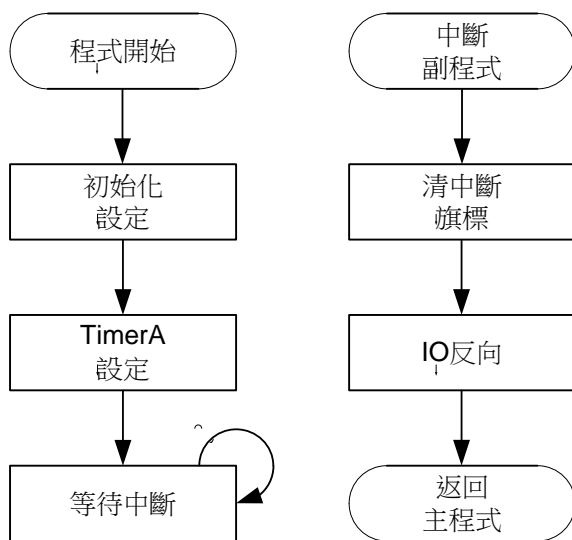 程式開始
初始化
設定
TimerA
設定
等待中斷
中斷
副程式
清中斷
旗標
IO反向
返回
主程式